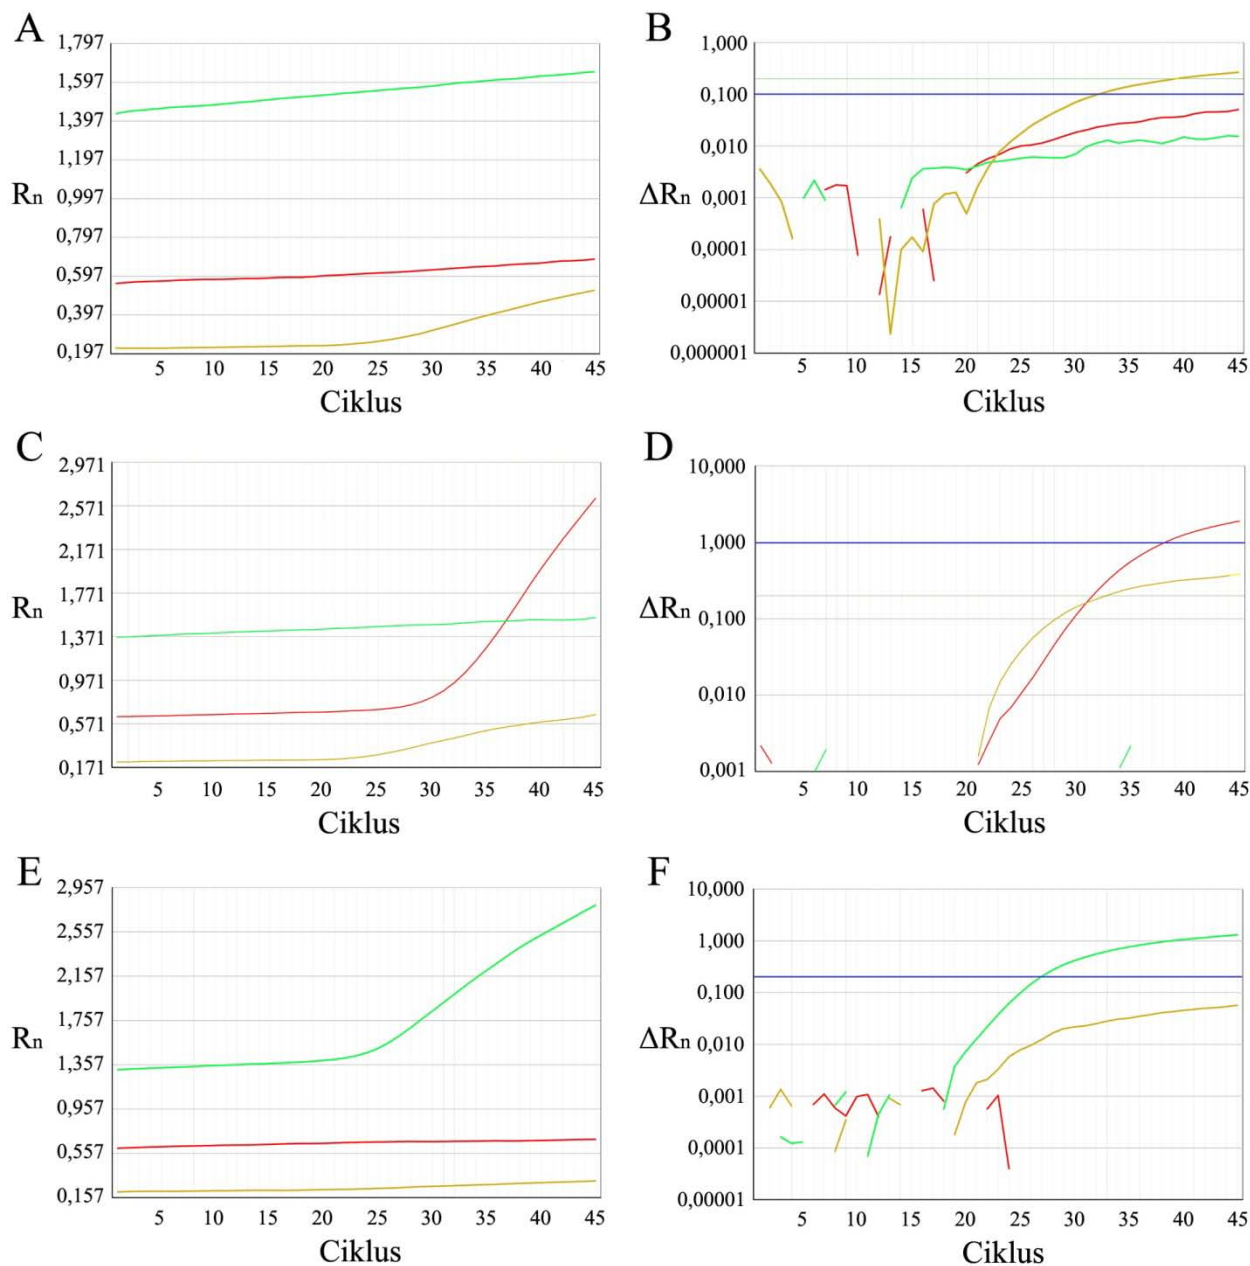 A
1,797
1,597
1,397
1,197
0,997
0,797
0,597
0,397
0,197
Rn
5 10 15 20 25 30 35 40 45
Ciklus
B
1,000
0,100
0,010
0,001
0,0001
0,00001
0,000001
ΔRn
5 10 15 20 25 30 35 40 45
Ciklus
C
2,971
2,571
2,171
1,771
1,371
0,971
0,571
0,171
Rn
5 10 15 20 25 30 35 40 45
Ciklus
D
10,000
1,000
0,100
0,010
0,001
ΔRn
5 10 15 20 25 30 35 40 45
Ciklus
E
2,957
2,557
2,157
1,757
1,357
0,957
0,557
0,157
Rn
5 10 15 20 25 30 35 40 45
Ciklus
F
10,000
1,000
0,100
0,010
0,001
0,0001
0,00001
ΔRn
5 10 15 20 25 30 35 40 45
Ciklus